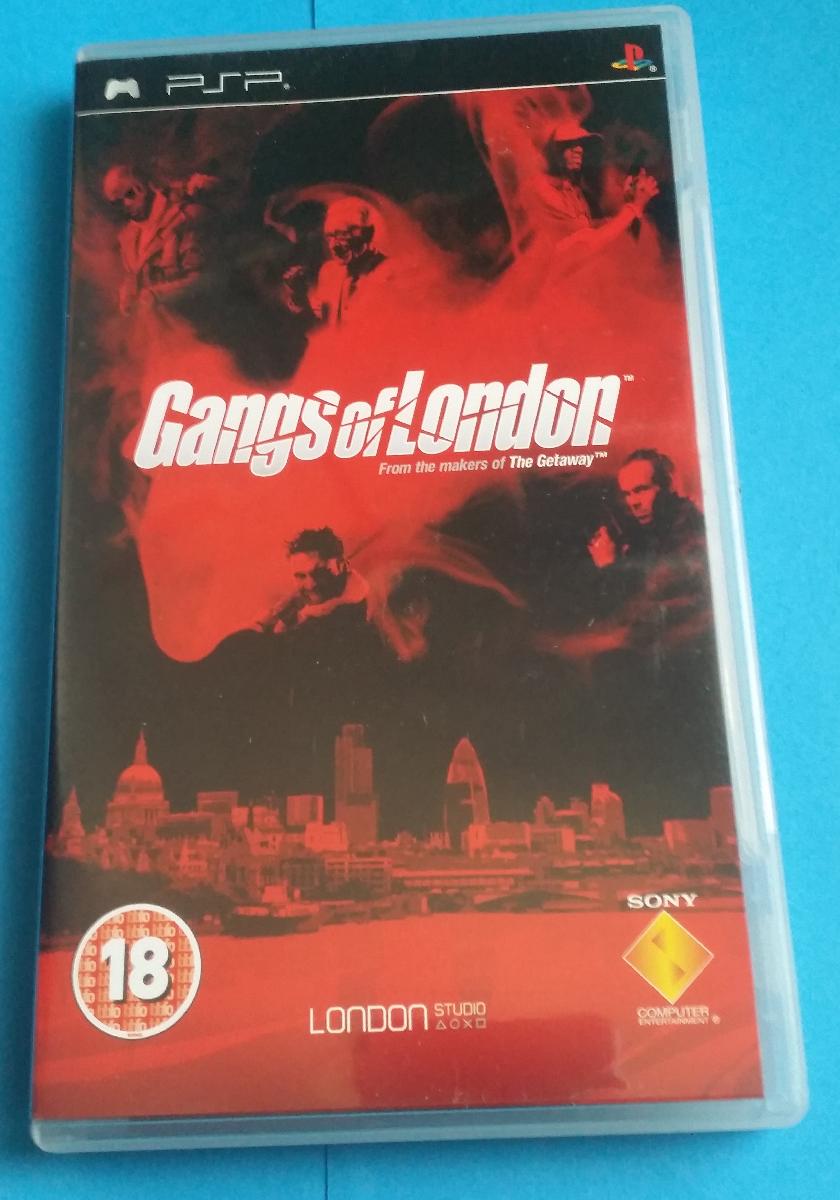 PSP®
®
Gangs of London™
From the makers of The Getaway™
18
LONDON STUDIO
SONY
COMPUTER
ENTERTAINMENT ®